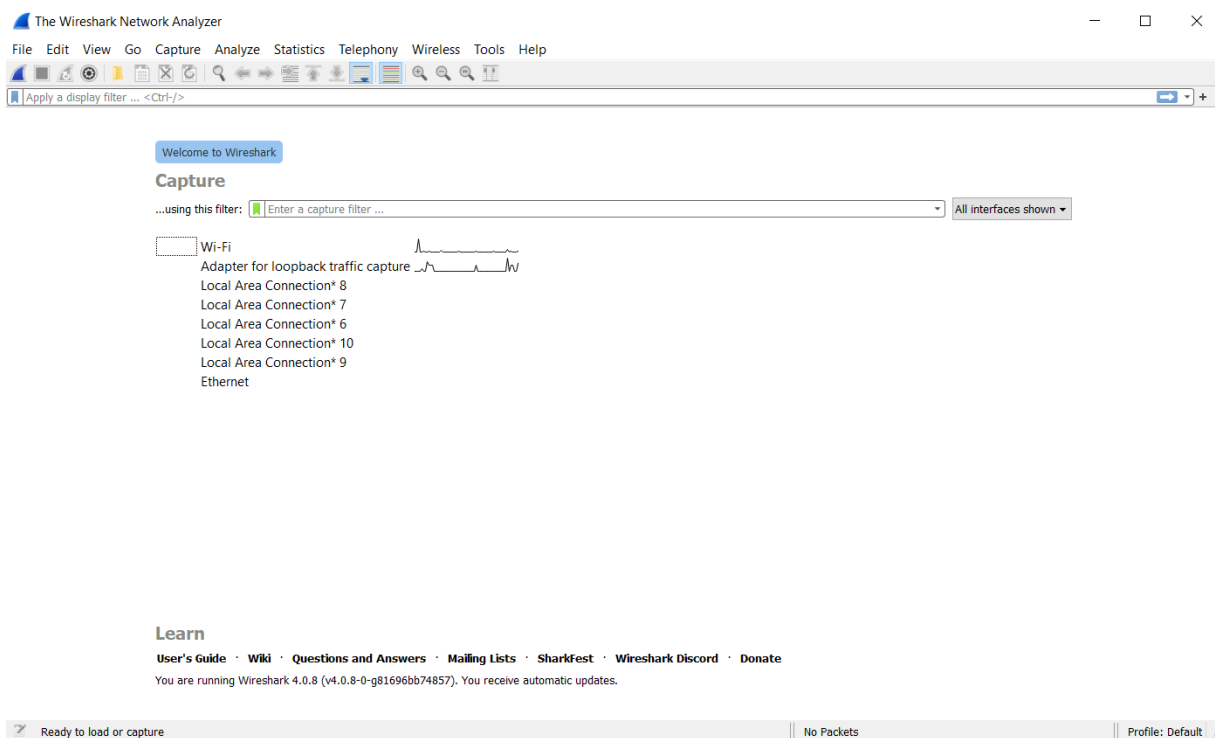 The Wireshark Network Analyzer
File Edit View Go Capture Analyze Statistics Telephony Wireless Tools Help
Apply a display filter ... <Ctrl-/>
Welcome to Wireshark
Capture
...using this filter: Enter a capture filter ... All interfaces shown
Wi-Fi
Adapter for loopback traffic capture
Local Area Connection* 8
Local Area Connection* 7
Local Area Connection* 6
Local Area Connection* 10
Local Area Connection* 9
Ethernet
Learn
User's Guide · Wiki · Questions and Answers · Mailing Lists · SharkFest · Wireshark Discord · Donate
You are running Wireshark 4.0.8 (v4.0.8-0-g81696bb74857). You receive automatic updates.
Ready to load or capture No Packets Profile: Default